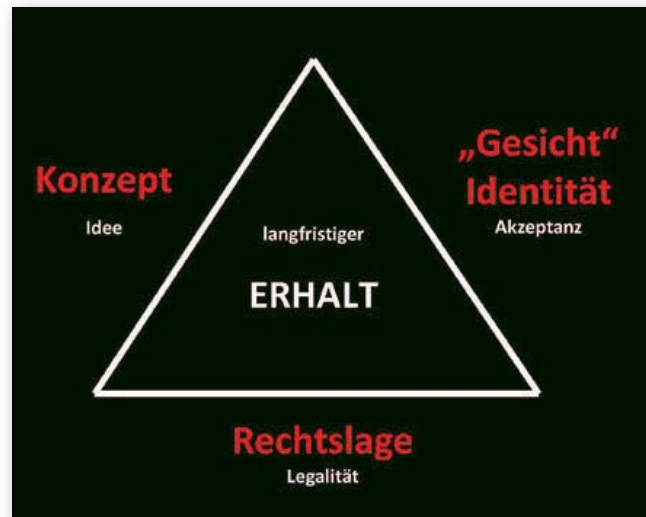 Konzept
Idee
„Gesicht“
Identität
Akzeptanz
langfristiger
ERHALT
Rechtslage
Legalität